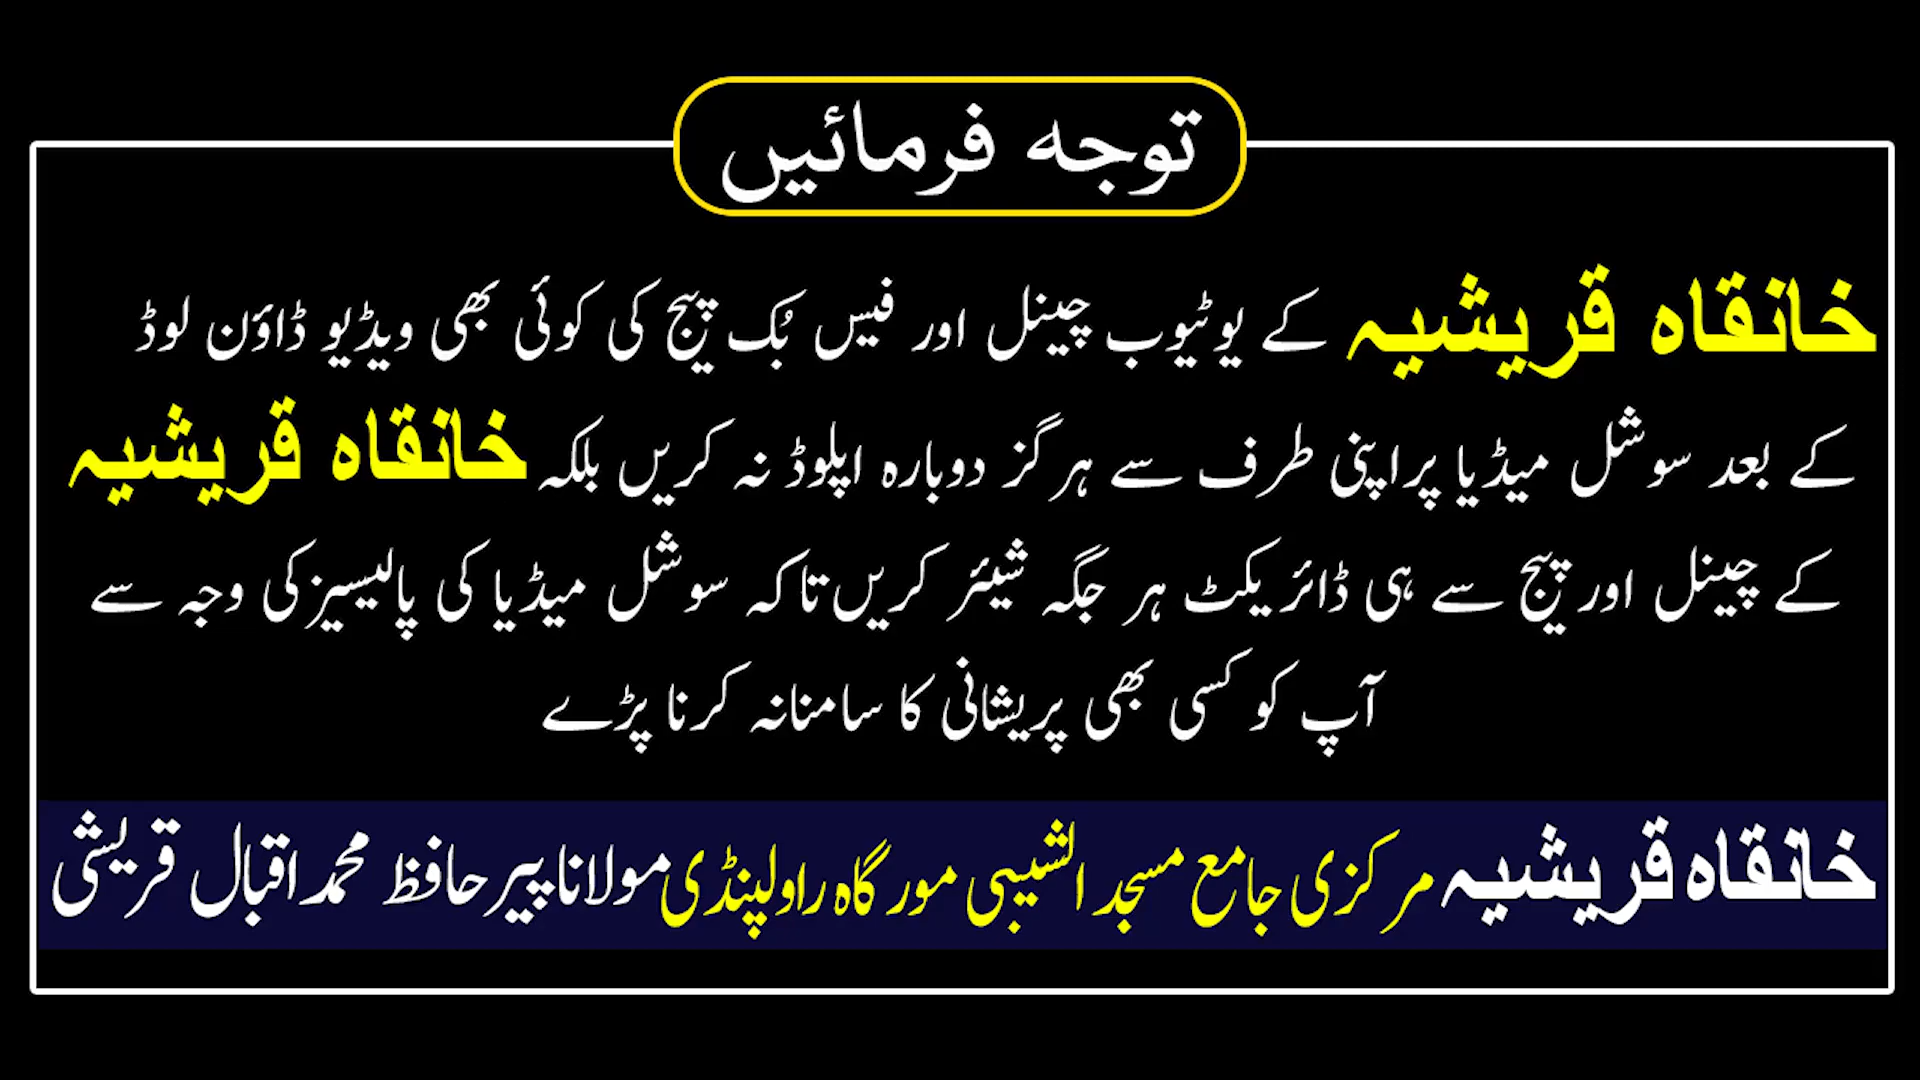 توجہ فرمائیں
خانقاہ قریشیہ کے یوٹیوب چینل اور فیس بُک پیج کی کوئی بھی ویڈیو ڈاؤن لوڈ
کے بعد سوشل میڈیا پر اپنی طرف سے ہرگز دوبارہ اپلوڈ نہ کریں بلکہ خانقاہ قریشیہ
کے چینل اور پیج سے ہی ڈائریکٹ ہر جگہ شیئر کریں تاکہ سوشل میڈیا کی پالیسیز کی وجہ سے
آپ کو کسی بھی پریشانی کا سامنا نہ کرنا پڑے
خانقاہ قریشیہ مرکزی جامع مسجد الشیبی مورگاہ راولپنڈی مولانا پیر حافظ محمد اقبال قریشی